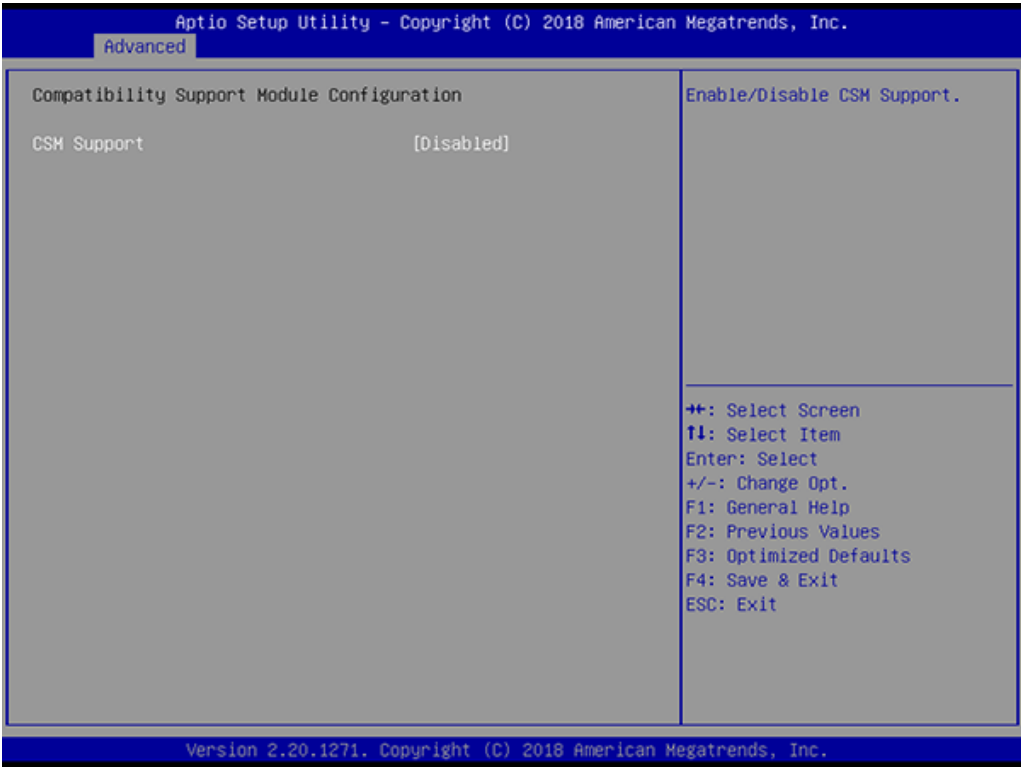 Aptio Setup Utility – Copyright (C) 2018 American Megatrends, Inc.
Advanced
Compatibility Support Module Configuration
CSM Support [Disabled]
Enable/Disable CSM Support.
→←: Select Screen
↑↓: Select Item
Enter: Select
+/-: Change Opt.
F1: General Help
F2: Previous Values
F3: Optimized Defaults
F4: Save & Exit
ESC: Exit
Version 2.20.1271. Copyright (C) 2018 American Megatrends, Inc.